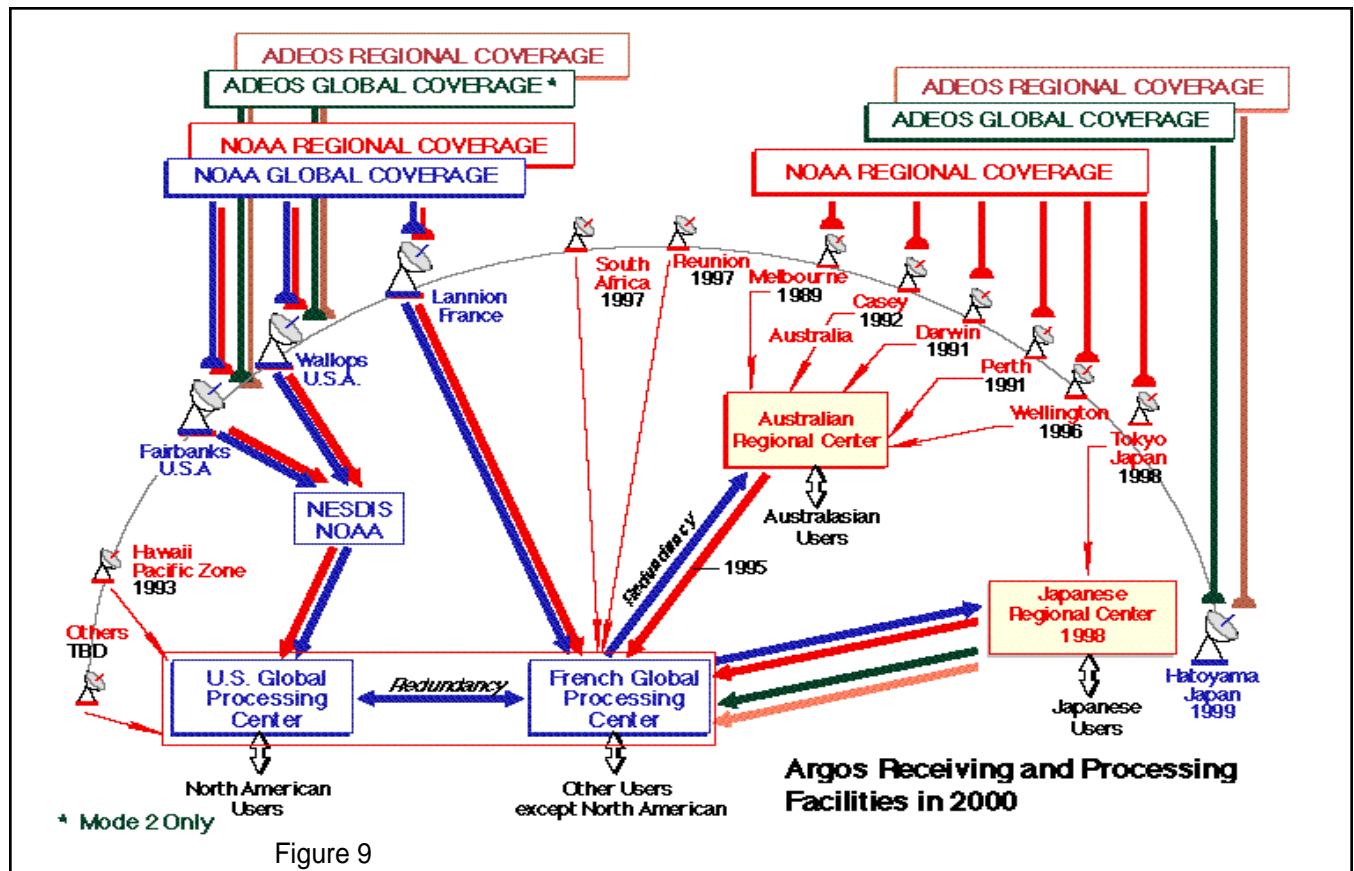 ADEOS REGIONAL COVERAGE
ADEOS GLOBAL COVERAGE *
NOAA REGIONAL COVERAGE
NOAA GLOBAL COVERAGE
ADEOS REGIONAL COVERAGE
ADEOS GLOBAL COVERAGE
NOAA REGIONAL COVERAGE
Lannion
France
South
Africa
1997
Reunion
1997
Melbourne
1989
Casey
1992
Australia
Darwin
1991
Perth
1991
Wellington
1996
Tokyo
Japan
1998
Wallops
U.S.A.
Fairbanks
U.S.A
NESDIS
NOAA
Australian
Regional Center
Australasian
Users
Redundancy
1995
Hawaii
Pacific Zone
1993
Others
TBD
Japanese
Regional Center
1998
Japanese
Users
Hatoyama
Japan
1999
U.S. Global
Processing
Center
Redundancy
French Global
Processing
Center
North American
Users
Other Users
except North American
Argos Receiving and Processing
Facilities in 2000
* Mode 2 Only
Figure 9